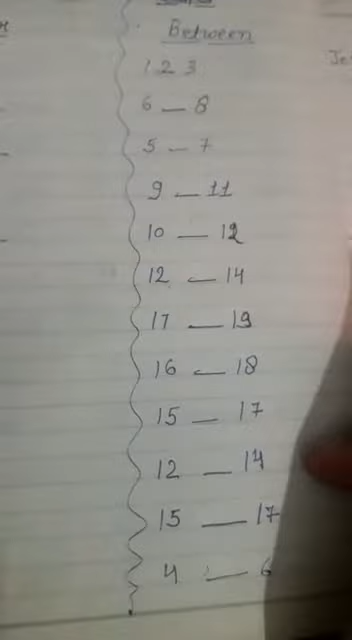 Between
1 2 3
6 — 8
5 — 7
9 — 11
10 — 12
12 — 14
17 — 19
16 — 18
15 — 17
12 — 14
15 — 17
4 — 6